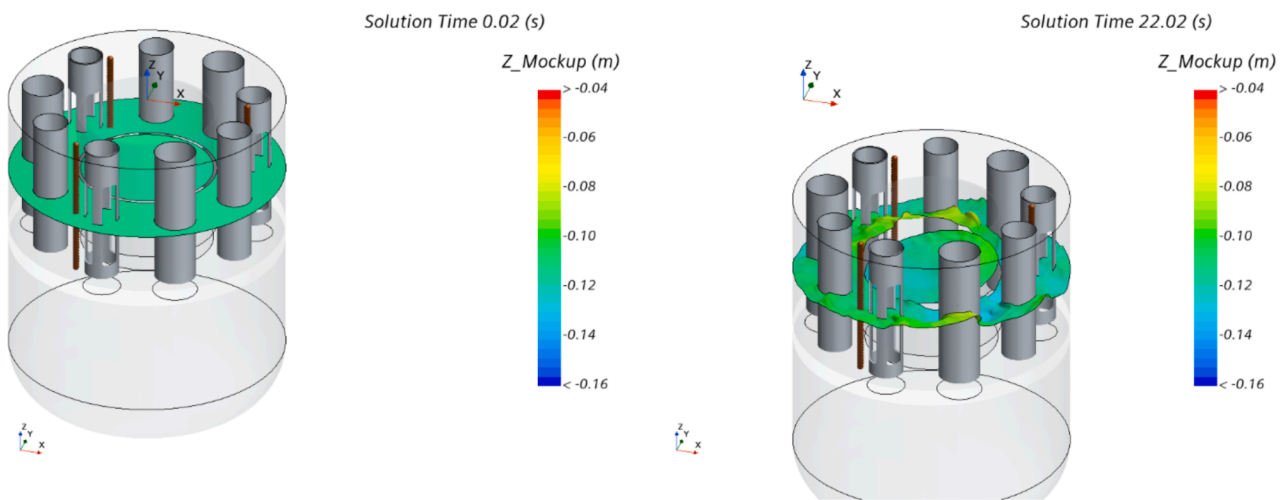 Solution Time 0.02 (s)
Z_Mockup (m)
> -0.04
-0.06
-0.08
-0.10
-0.12
-0.14
< -0.16
Z
Y
X
Z
Y
X
Solution Time 22.02 (s)
Z_Mockup (m)
> -0.04
-0.06
-0.08
-0.10
-0.12
-0.14
< -0.16
Z
Y
X
Z
Y
X